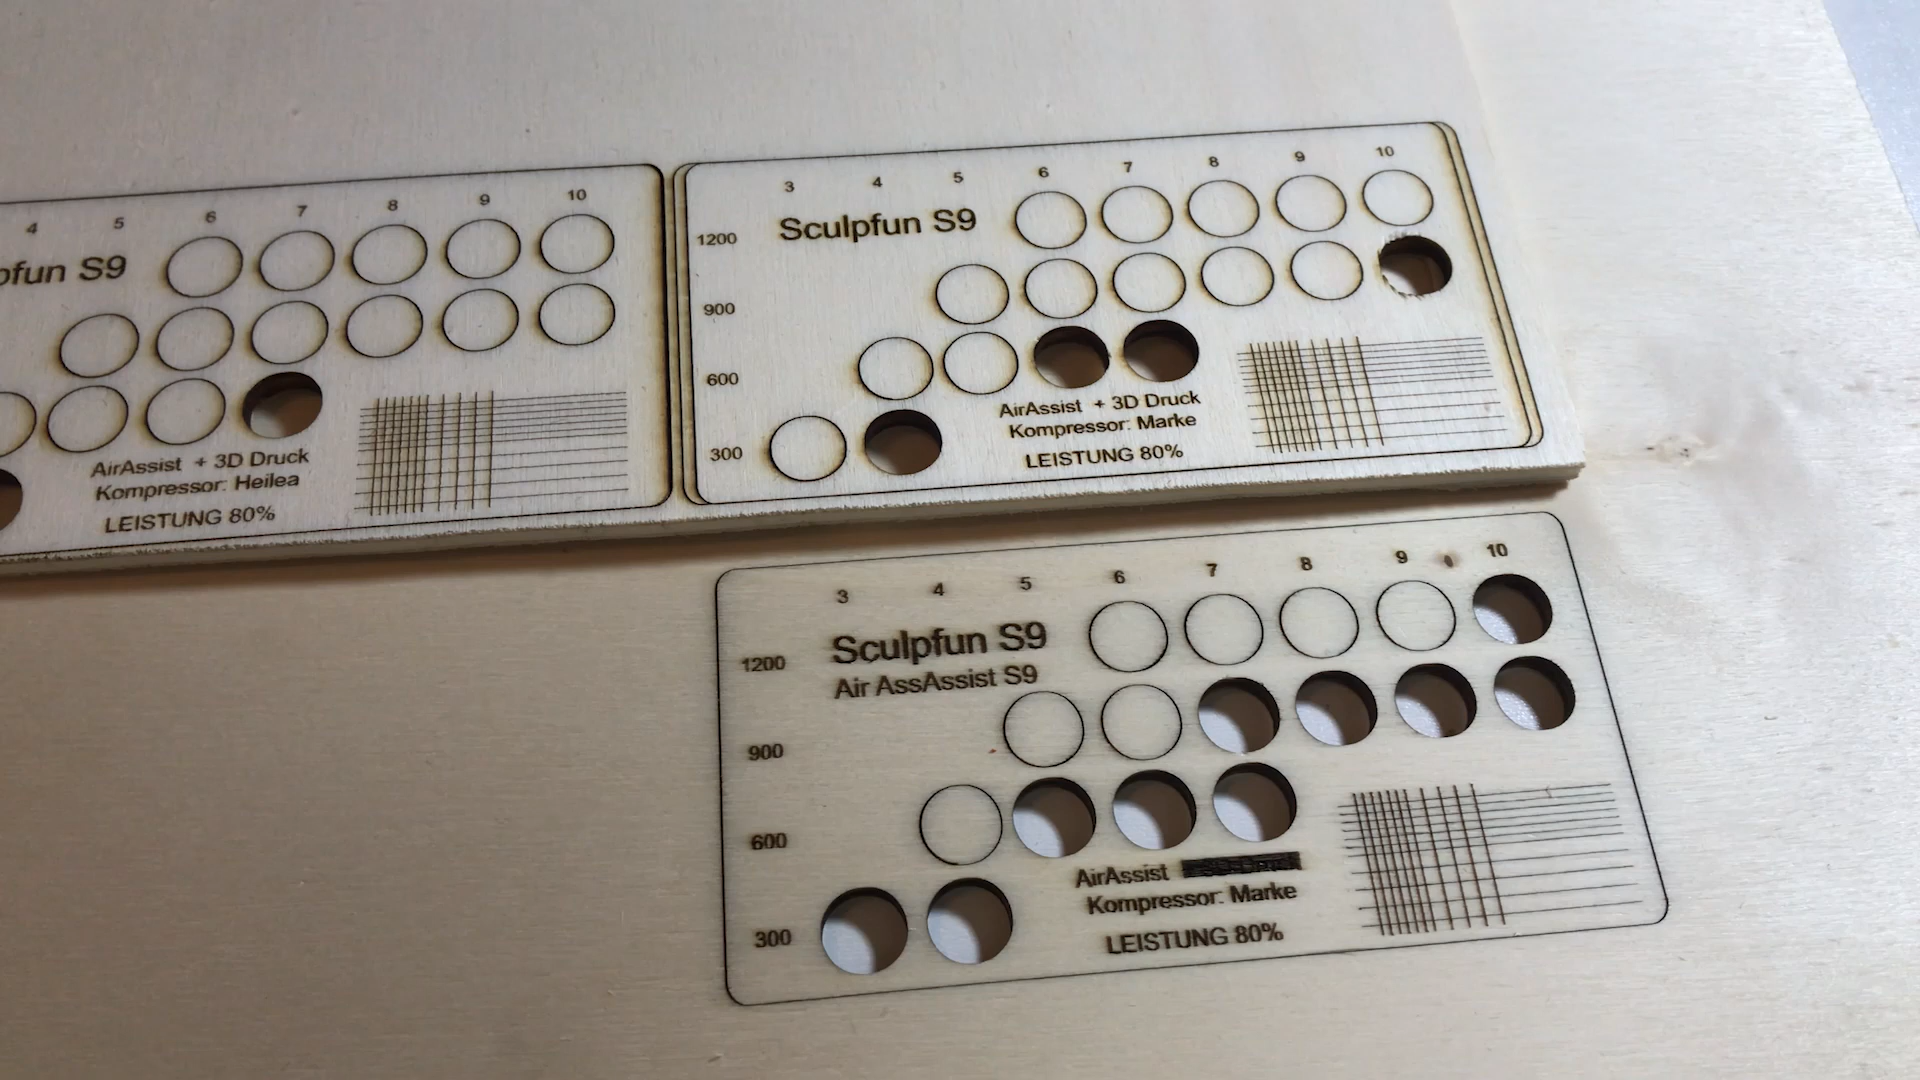 4 5 6 7 8 9 10
fun S9
AirAssist + 3D Druck
Kompressor: Heilea
LEISTUNG 80%
3 4 5 6 7 8 9 10
Sculpfun S9
1200
900
600
300
AirAssist + 3D Druck
Kompressor: Marke
LEISTUNG 80%
3 4 5 6 7 8 9 10
Sculpfun S9
1200
Air AssAssist S9
900
600
AirAssist
Kompressor: Marke
300
LEISTUNG 80%